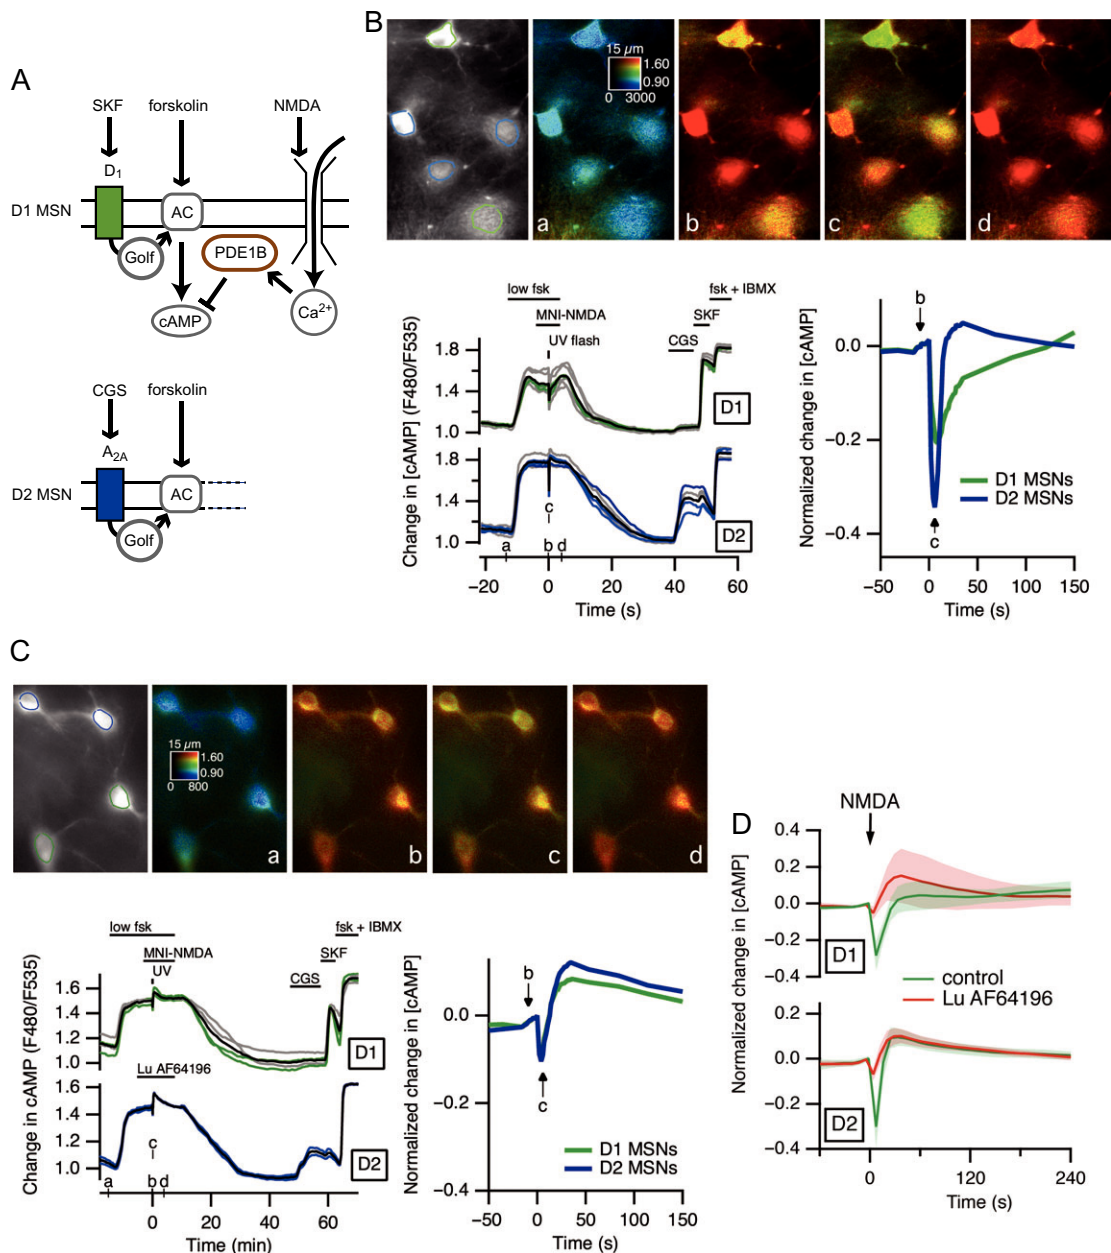 A
SKF
forskolin
NMDA
D1
D1 MSN
AC
Golf
PDE1B
cAMP
Ca2+
CGS
forskolin
A2A
D2 MSN
AC
Golf
B
15 µm
1.60
0.90
0 3000
a
b
c
d
low fsk
fsk + IBMX
MNI-NMDA
SKF
UV flash
CGS
1.8
1.4
1.0
D1
1.8
1.4
1.0
D2
c
a
b
d
Change in [cAMP] (F480/F535)
-20 0 20 40 60
Time (s)
Normalized change in [cAMP]
0.0
-0.2
-0.4
b
c
D1 MSNs
D2 MSNs
-50 0 50 100 150
Time (s)
C
15 µm
1.60
0.90
0 800
a
b
c
d
low fsk
fsk + IBMX
MNI-NMDA
SKF
UV
CGS
1.6
1.4
1.2
1.0
D1
Lu AF64196
1.6
1.4
1.2
1.0
D2
c
a
b
d
Change in cAMP (F480/F535)
0 20 40 60
Time (min)
Normalized change in [cAMP]
0.0
-0.2
-0.4
b
c
D1 MSNs
D2 MSNs
-50 0 50 100 150
Time (s)
D
NMDA
Normalized change in [cAMP]
0.4
0.2
0.0
-0.2
-0.4
D1
control
Lu AF64196
0.4
0.2
0.0
-0.2
-0.4
D2
0 120 240
Time (s)